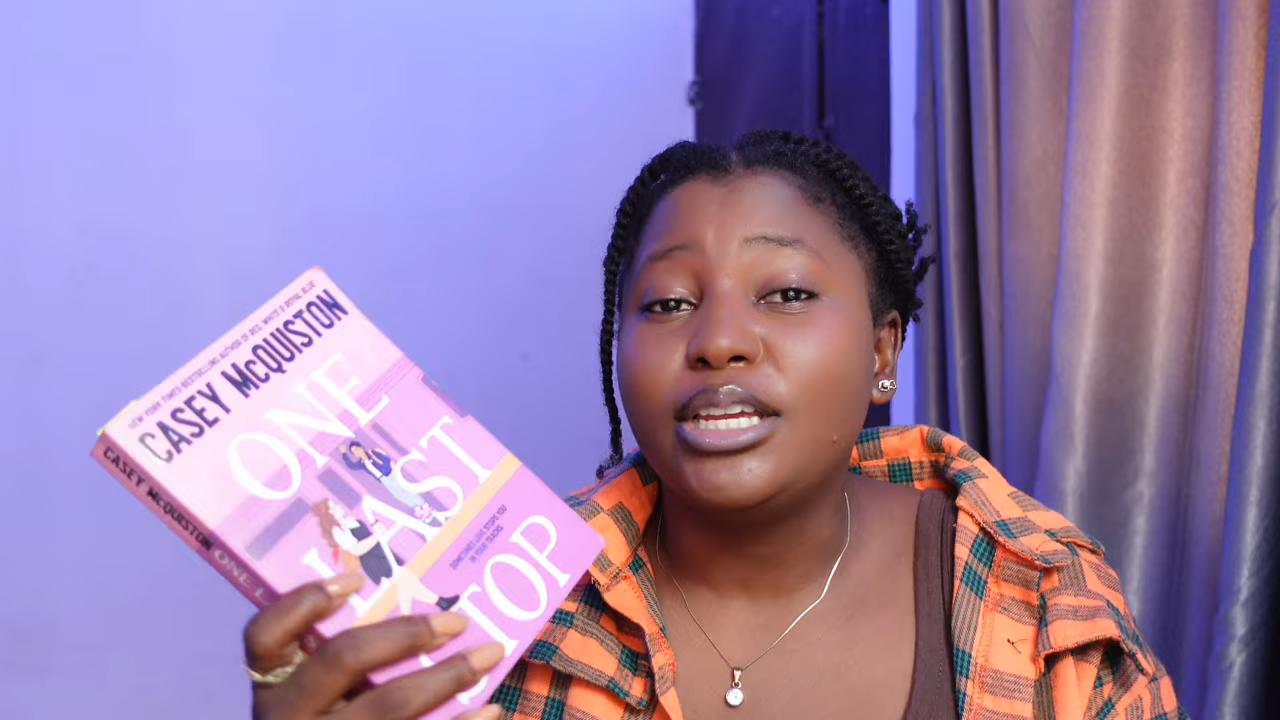 NEW YORK TIMES BESTSELLING AUTHOR OF RED, WHITE & ROYAL BLUE
CASEY McQUISTON
ONE
LAST
STOP
SOMETIMES LOVE STOPS YOU
IN YOUR TRACKS
CASEY McQUISTON ONE L